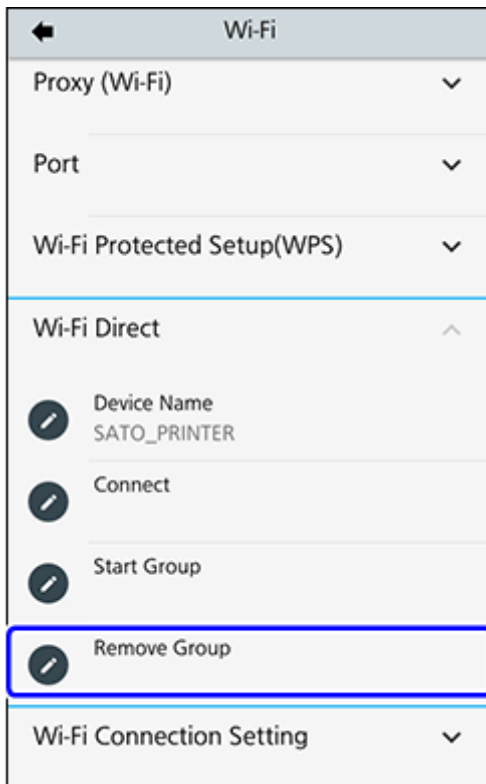 Wi-Fi
Proxy (Wi-Fi)
Port
Wi-Fi Protected Setup(WPS)
Wi-Fi Direct
Device Name
SATO_PRINTER
Connect
Start Group
Remove Group
Wi-Fi Connection Setting